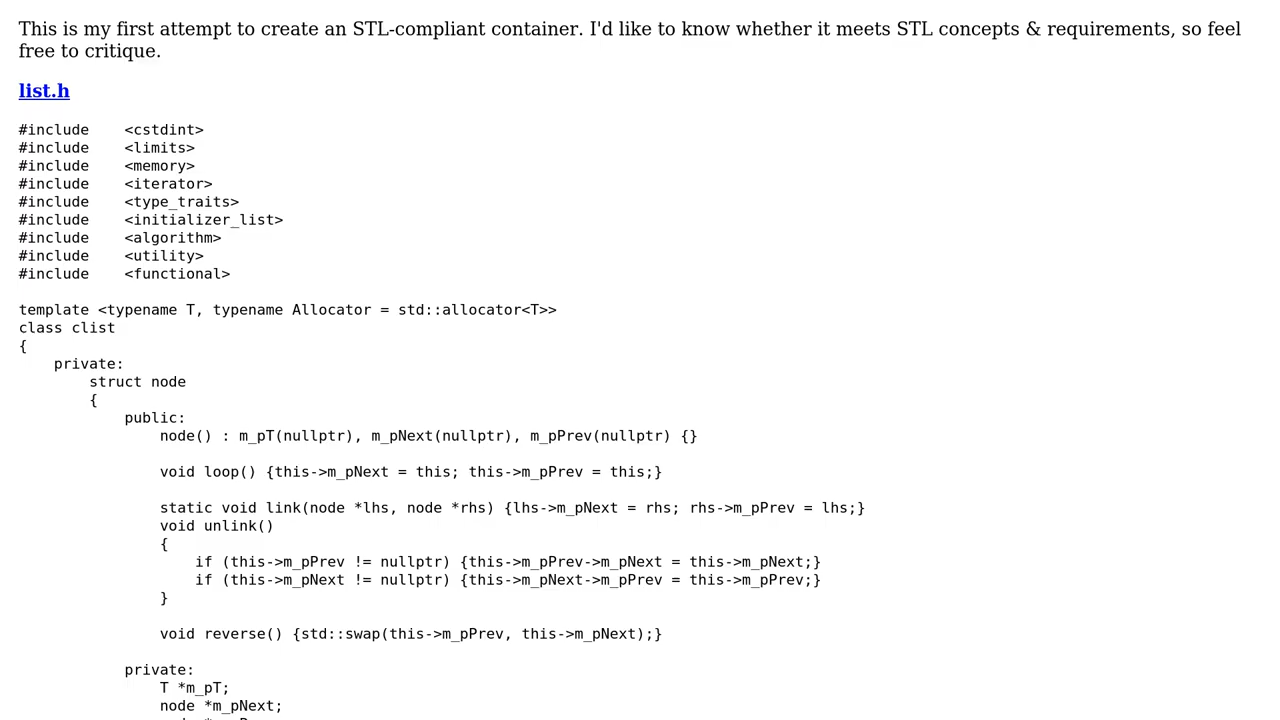 This is my first attempt to create an STL-compliant container. I'd like to know whether it meets STL concepts & requirements, so feel
free to critique.
list.h
#include    <cstdint>
#include    <limits>
#include    <memory>
#include    <iterator>
#include    <type_traits>
#include    <initializer_list>
#include    <algorithm>
#include    <utility>
#include    <functional>
template <typename T, typename Allocator = std::allocator<T>>
class clist
{
    private:
        struct node
        {
            public:
                node() : m_pT(nullptr), m_pNext(nullptr), m_pPrev(nullptr) {}
                void loop() {this->m_pNext = this; this->m_pPrev = this;}
                static void link(node *lhs, node *rhs) {lhs->m_pNext = rhs; rhs->m_pPrev = lhs;}
                void unlink()
                {
                    if (this->m_pPrev != nullptr) {this->m_pPrev->m_pNext = this->m_pNext;}
                    if (this->m_pNext != nullptr) {this->m_pNext->m_pPrev = this->m_pPrev;}
                }
                void reverse() {std::swap(this->m_pPrev, this->m_pNext);}
            private:
                T *m_pT;
                node *m_pNext;